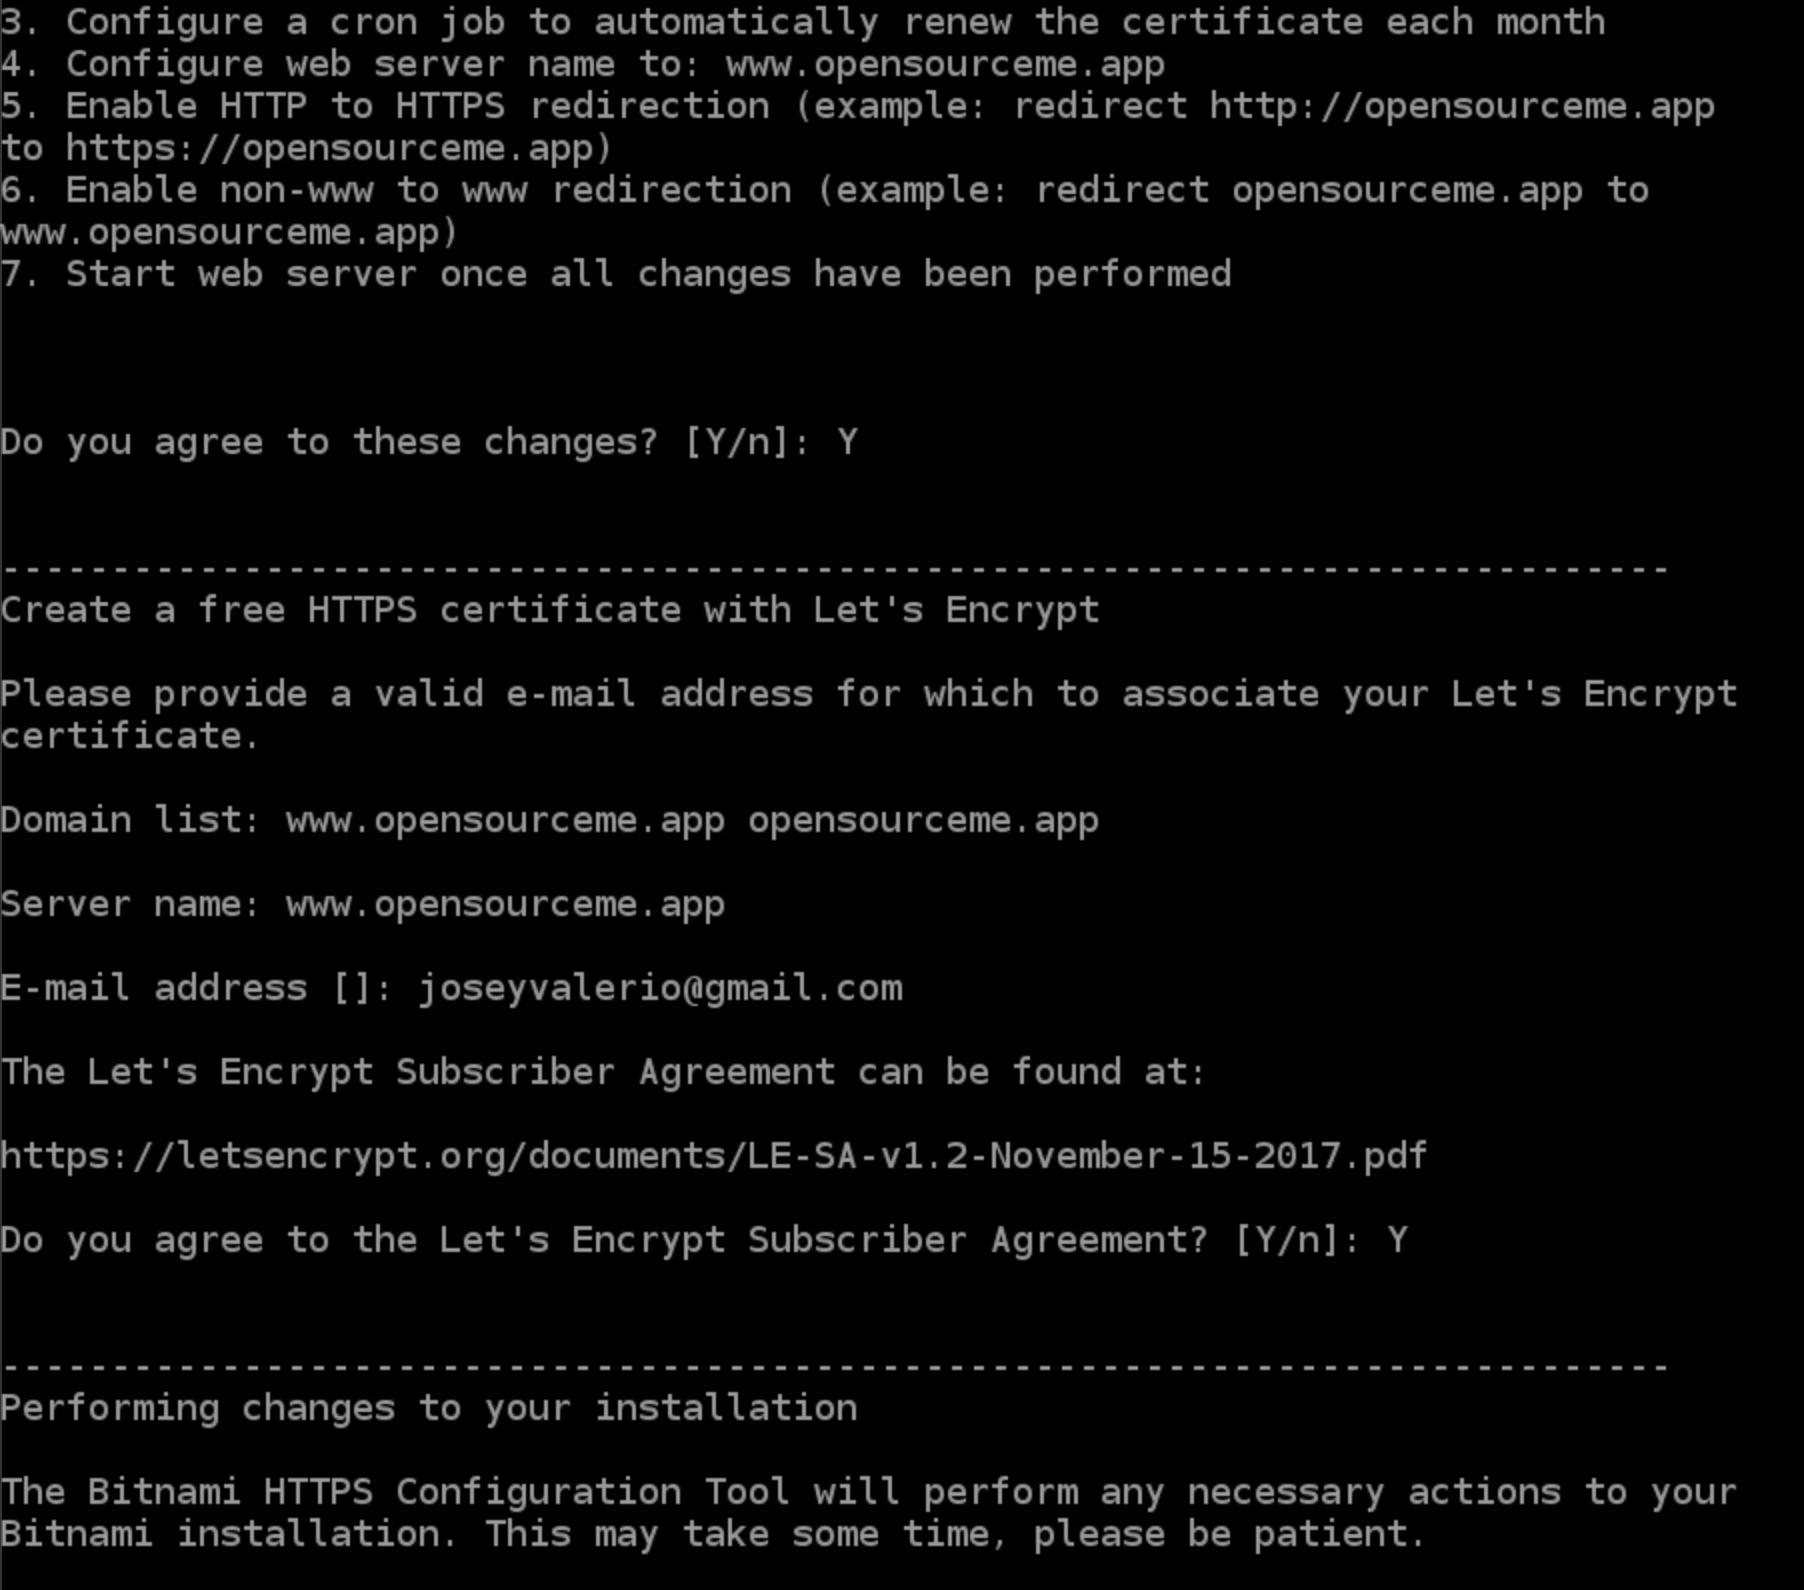 3. Configure a cron job to automatically renew the certificate each month
4. Configure web server name to: www.opensourceme.app
5. Enable HTTP to HTTPS redirection (example: redirect http://opensourceme.app
to https://opensourceme.app)
6. Enable non-www to www redirection (example: redirect opensourceme.app to
www.opensourceme.app)
7. Start web server once all changes have been performed
Do you agree to these changes? [Y/n]: Y
----------------------------------------------------------------------------
Create a free HTTPS certificate with Let's Encrypt
Please provide a valid e-mail address for which to associate your Let's Encrypt
certificate.
Domain list: www.opensourceme.app opensourceme.app
Server name: www.opensourceme.app
E-mail address []: joseyvalerio@gmail.com
The Let's Encrypt Subscriber Agreement can be found at:
https://letsencrypt.org/documents/LE-SA-v1.2-November-15-2017.pdf
Do you agree to the Let's Encrypt Subscriber Agreement? [Y/n]: Y
----------------------------------------------------------------------------
Performing changes to your installation
The Bitnami HTTPS Configuration Tool will perform any necessary actions to your
Bitnami installation. This may take some time, please be patient.